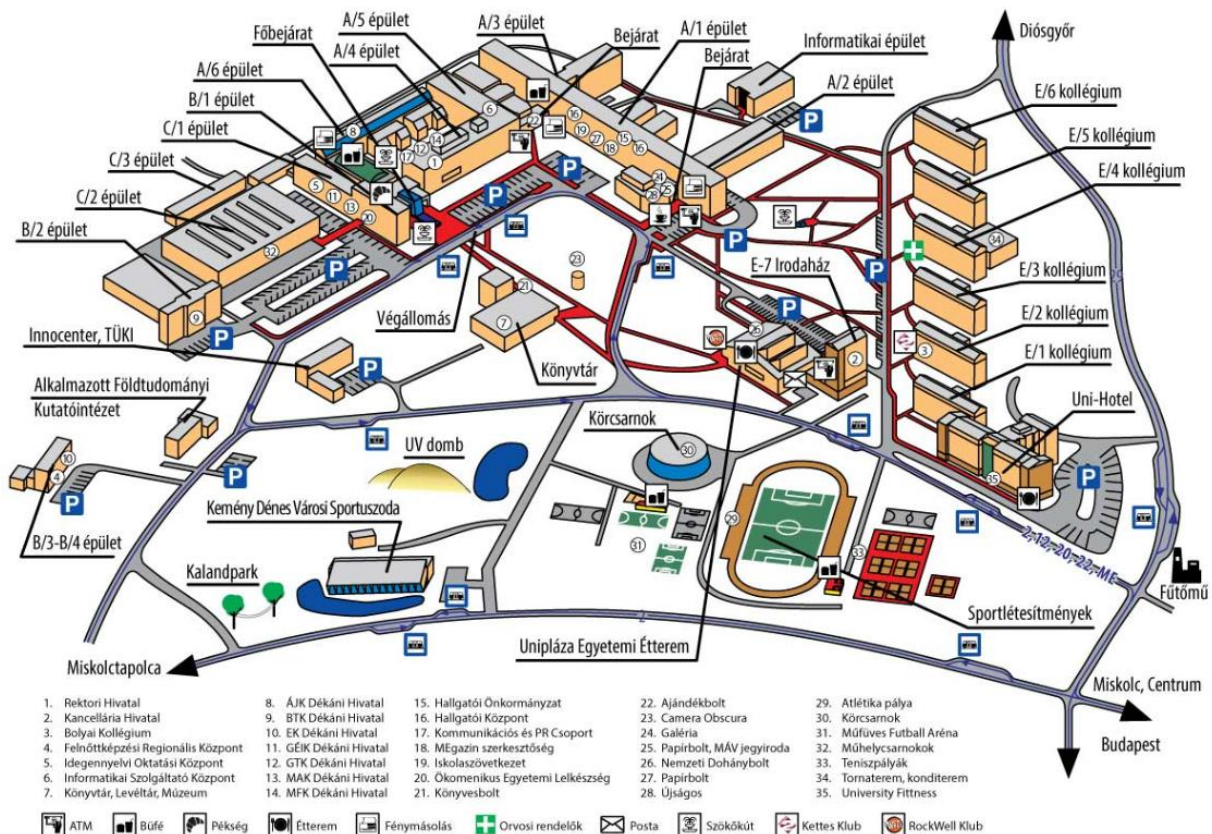 A/5 épület
A/3 épület
A/1 épület
Diósgyőr
Főbejárat
A/4 épület
Bejárat
Bejárat
Informatikai épület
A/6 épület
A/2 épület
E/6 kollégium
B/1 épület
E/5 kollégium
C/1 épület
E/4 kollégium
C/3 épület
C/2 épület
B/2 épület
E-7 Irodaház
E/3 kollégium
Végállomás
E/2 kollégium
Innocenter, TÜKI
Könyvtár
E/1 kollégium
Alkalmazott Földtudományi
Kutatóintézet
Uni-Hotel
Körcsarnok
UV domb
Kemény Dénes Városi Sportuszoda
B/3-B/4 épület
2, 12, 20, 22, ME
Kalandpark
Fűtőmű
Sportlétesítmények
Unipláza Egyetemi Étterem
2
Miskolctapolca
Miskolc, Centrum
Budapest
1. Rektori Hivatal
2. Kancellária Hivatal
3. Bolyai Kollégium
4. Felnőttképzési Regionális Központ
5. Idegennyelvi Oktatási Központ
6. Informatikai Szolgáltató Központ
7. Könyvtár, Levéltár, Múzeum
8. ÁJK Dékáni Hivatal
9. BTK Dékáni Hivatal
10. EK Dékáni Hivatal
11. GÉIK Dékáni Hivatal
12. GTK Dékáni Hivatal
13. MAK Dékáni Hivatal
14. MFK Dékáni Hivatal
15. Hallgatói Önkormányzat
16. Hallgatói Központ
17. Kommunikációs és PR Csoport
18. MEgazin szerkesztőség
19. Iskolaszövetkezet
20. Ökomenikus Egyetemi Lelkészség
21. Könyvesbolt
22. Ajándékbolt
23. Camera Obscura
24. Galéria
25. Papírbolt, MÁV jegyiroda
26. Nemzeti Dohánybolt
27. Papírbolt
28. Újságos
29. Atlétika pálya
30. Körcsarnok
31. Műfüves Futball Aréna
32. Műhelycsarnokok
33. Teniszpályák
34. Tornaterem, konditerem
35. University Fittness
ATM
Büfé
Pékség
Étterem
Fénymásolás
Orvosi rendelők
Posta
Szökőkút
Kettes Klub
RockWell Klub